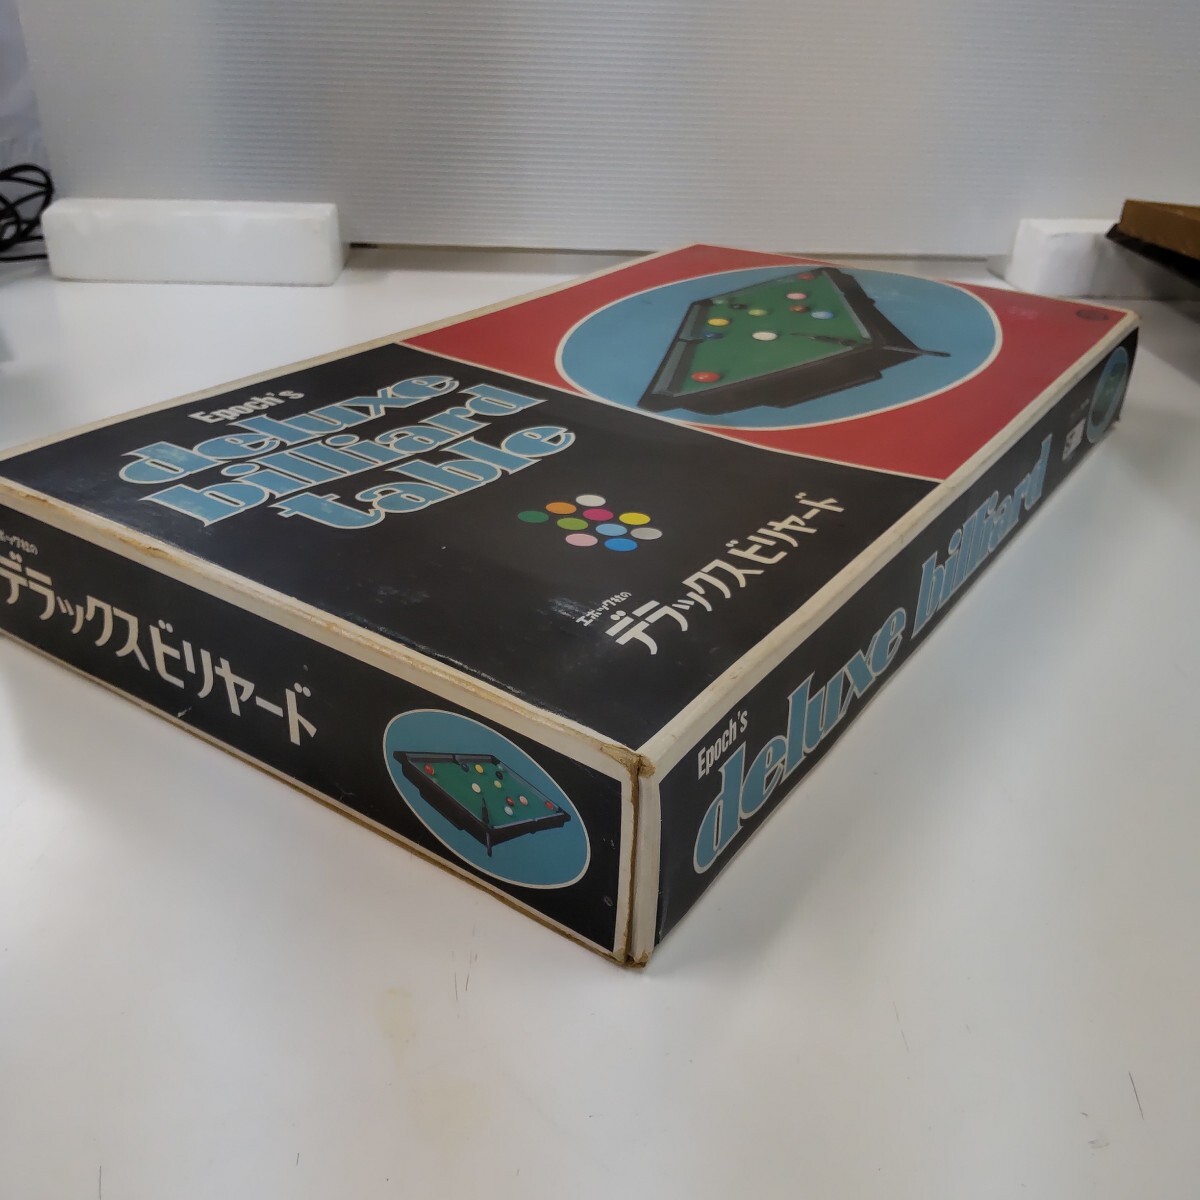 Epoch's
deluxe
billiard
table
エポック社の
デラックスビリヤード
デラックスビリヤード
Epoch's
deluxe billiard